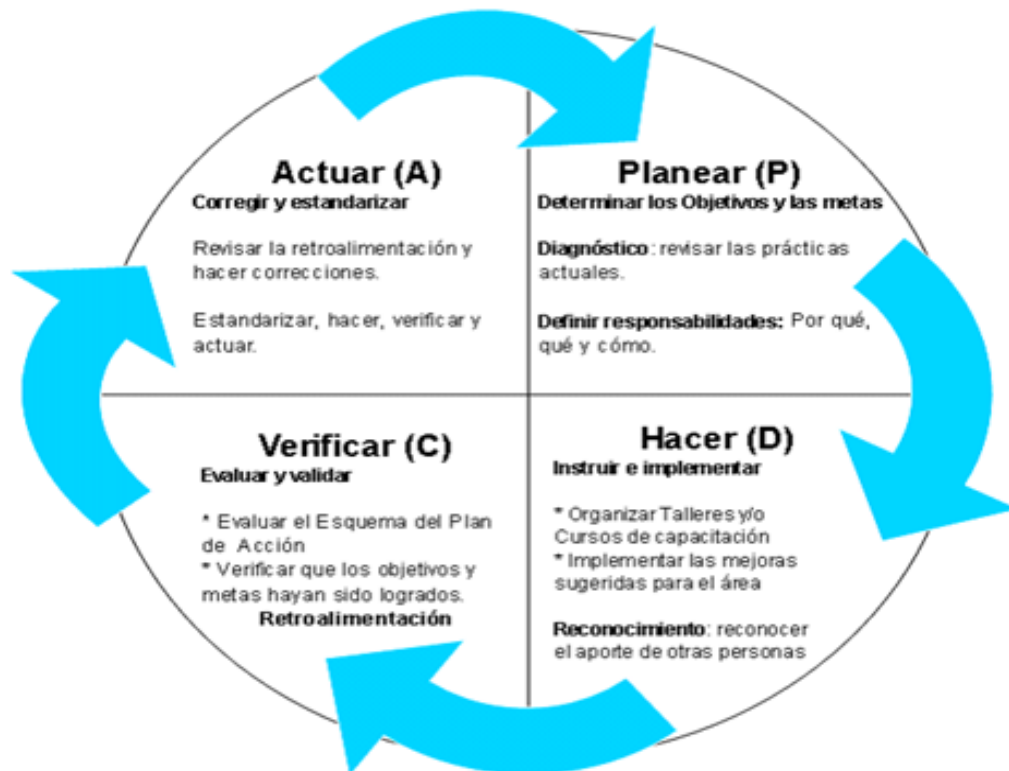 Actuar (A)
Corregir y estandarizar
Revisar la retroalimentación y
hacer correcciones.
Estandarizar, hacer, verificar y
actuar.
Planear (P)
Determinar los Objetivos y las metas
Diagnóstico: revisar las prácticas
actuales.
Definir responsabilidades: Por qué,
qué y cómo.
Verificar (C)
Evaluar y validar
* Evaluar el Esquema del Plan
de Acción
* Verificar que los objetivos y
metas hayan sido logrados.
Retroalimentación
Hacer (D)
Instruir e implementar
* Organizar Talleres y/o
Cursos de capacitación
* Implementar las mejoras
sugeridas para el área
Reconocimiento: reconocer
el aporte de otras personas